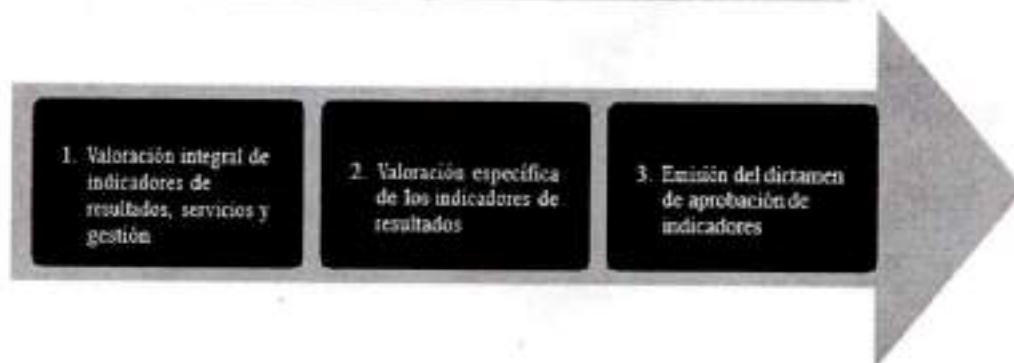 1. Valoración integral de
indicadores de
resultados, servicios y
gestión
2. Valoración específica
de los indicadores de
resultados
3. Emisión del dictamen
de aprobación de
indicadores